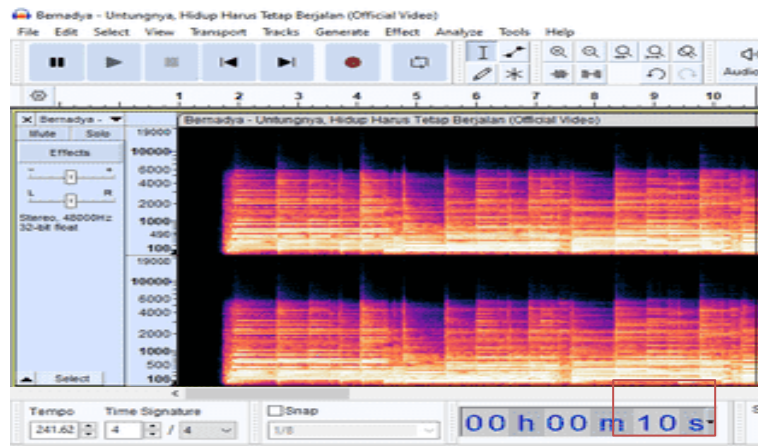 Bernadya - Untungnya, Hidup Harus Tetap Berjalan (Official Video)
File Edit Select View Transport Tracks Generate Effect Analyze Tools Help
Audio
1 2 3 4 5 6 7 8 9 10
Bernadya - Bernadya - Untungnya, Hidup Harus Tetap Berjalan (Official Video)
Mute Solo 19000
Effects 10000
- + 6000
4000
L R 2000
Stereo, 48000Hz 1000
32-bit float 490
100
19000
10000
6000
4000
2000
1000
500
Select 100
Tempo Time Signature Snap
241.62 4 / 4 1/8
00 h 00 m 10 s